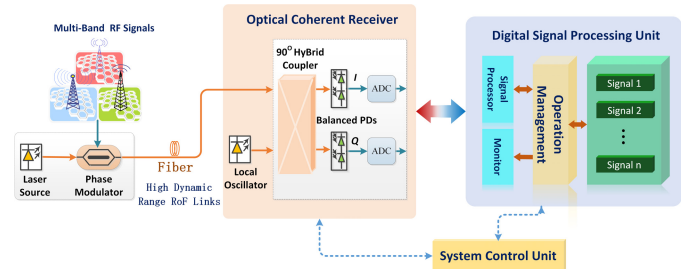 Multi-Band RF Signals
Laser
Source
Phase
Modulator
Fiber
High Dynamic
Range RoF Links
Optical Coherent Receiver
90O HyBrid
Coupler
I
ADC
Balanced PDs
Q
ADC
Local
Oscillator
Digital Signal Processing Unit
Signal
Processor
Monitor
Operation
Management
Signal 1
Signal 2
Signal n
System Control Unit